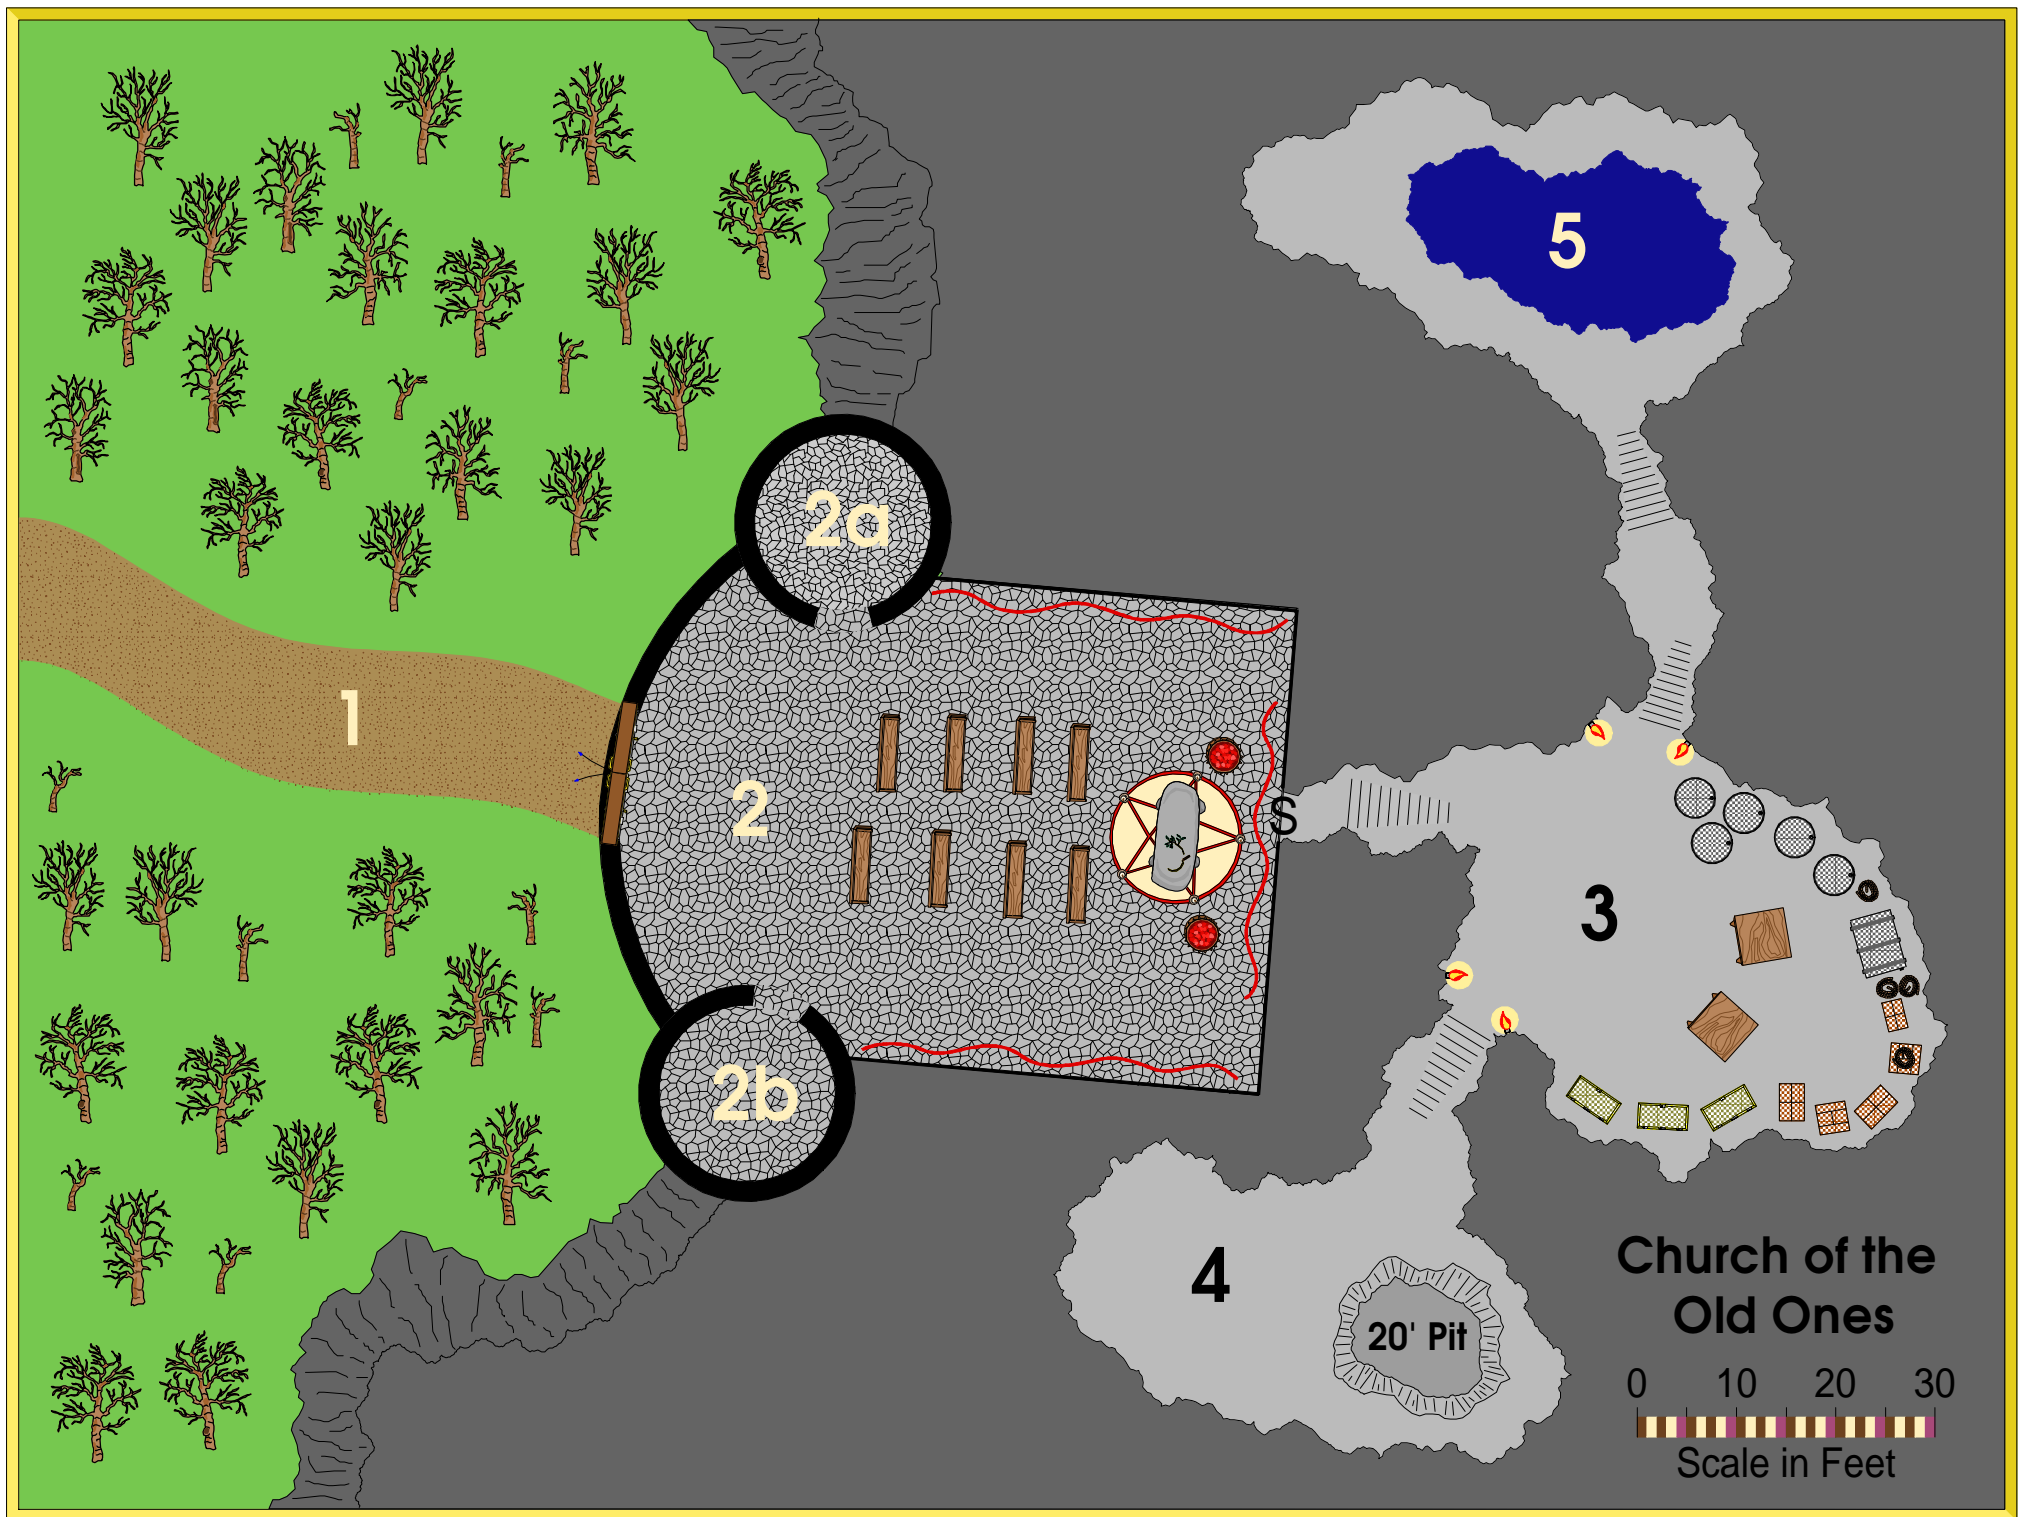 5
2a
1
2
S
3
2b
4
20' Pit
Church of the
Old Ones
0 10 20 30
Scale in Feet